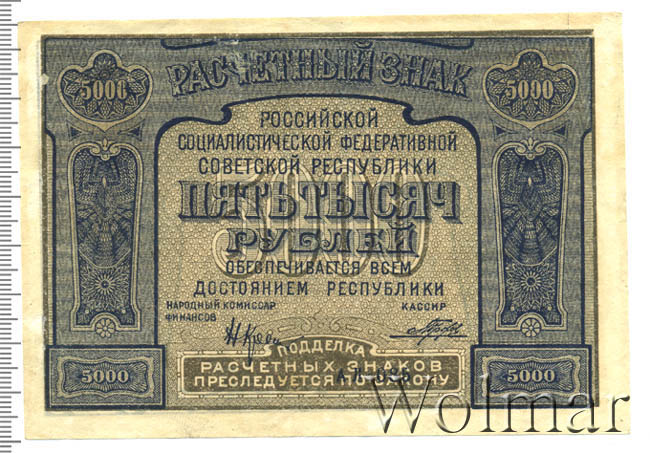 5000 РАСЧЕТНЫЙ ЗНАК 5000
РОССИЙСКОЙ
СОЦИАЛИСТИЧЕСКОЙ ФЕДЕРАТИВНОЙ
СОВЕТСКОЙ РЕСПУБЛИКИ
5000
ПЯТЬ ТЫСЯЧ
РУБЛЕЙ
ОБЕСПЕЧИВАЕТСЯ ВСЕМ
ДОСТОЯНИЕМ РЕСПУБЛИКИ
НАРОДНЫЙ КОМИССАР
ФИНАНСОВ
КАССИР
ПОДДЕЛКА
РАСЧЕТНЫХ ЗНАКОВ
ПРЕСЛЕДУЕТСЯ ПО ЗАКОНУ
5000 5000
Wolmar